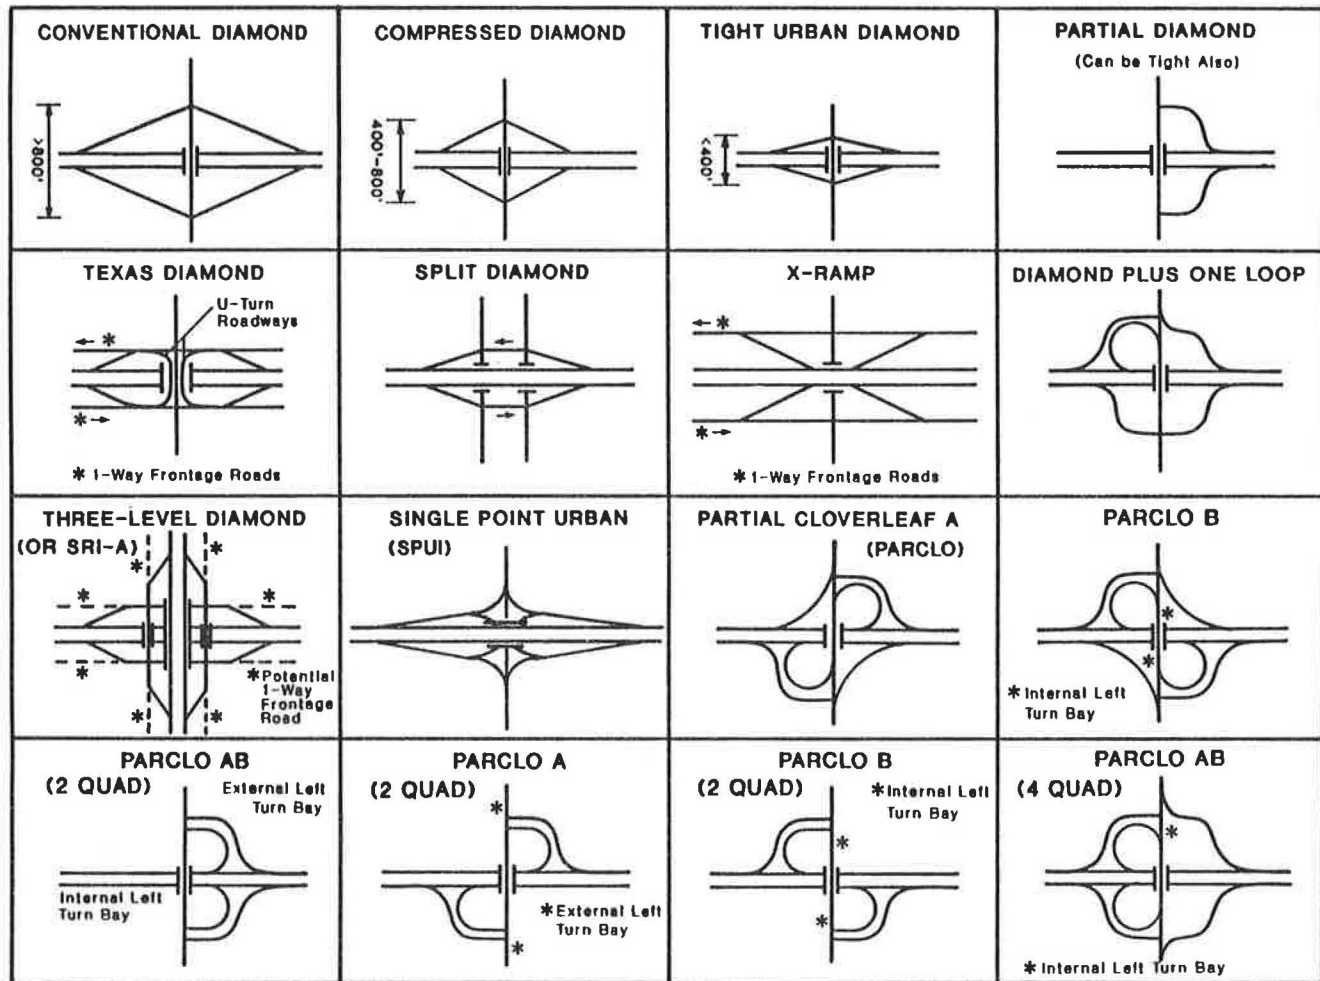 CONVENTIONAL DIAMOND
>800'
COMPRESSED DIAMOND
400'-800'
TIGHT URBAN DIAMOND
<400'
PARTIAL DIAMOND
(Can be Tight Also)
TEXAS DIAMOND
U-Turn
Roadways
*
*
* 1-Way Frontage Roads
SPLIT DIAMOND
X-RAMP
*
*
* 1-Way Frontage Roads
DIAMOND PLUS ONE LOOP
THREE-LEVEL DIAMOND
(OR SRI-A)
*
*
*
*
*
*
*
* Potential
1-Way
Frontage
Road
SINGLE POINT URBAN
(SPUI)
PARTIAL CLOVERLEAF A
(PARCLO)
PARCLO B
*
*
* Internal Left
Turn Bay
PARCLO AB
(2 QUAD)
External Left
Turn Bay
Internal Left
Turn Bay
PARCLO A
(2 QUAD)
*
* External Left
Turn Bay
*
PARCLO B
(2 QUAD)
* Internal Left
Turn Bay
*
*
PARCLO AB
(4 QUAD)
*
* Internal Left Turn Bay